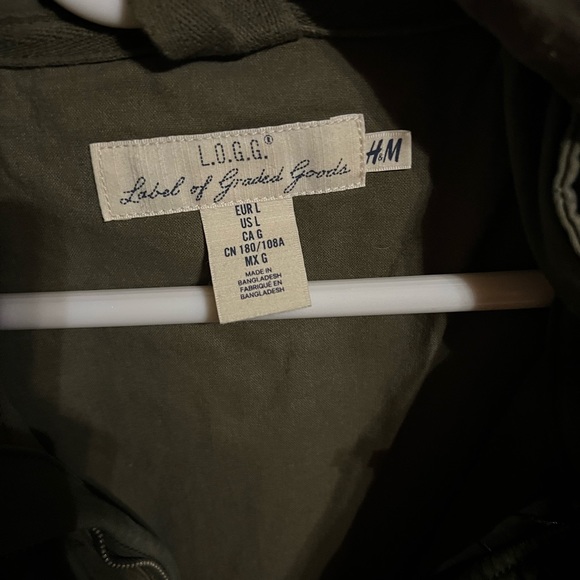 L.O.G.G.®
Label of Graded Goods
H&M
EUR L
US L
CA G
CN 180/108A
MX G
MADE IN
BANGLADESH
FABRIQUÉ EN
BANGLADESH